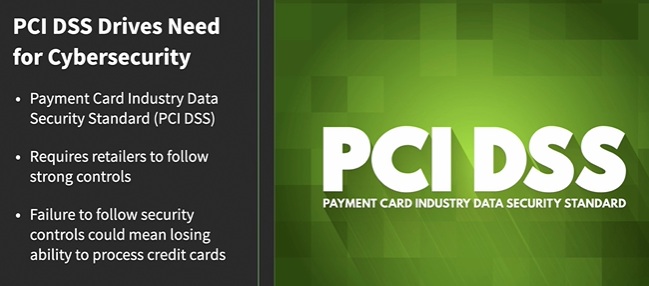 PCI DSS Drives Need
for Cybersecurity
• Payment Card Industry Data
Security Standard (PCI DSS)
• Requires retailers to follow
strong controls
• Failure to follow security
controls could mean losing
ability to process credit cards
PCI DSS
PAYMENT CARD INDUSTRY DATA SECURITY STANDARD